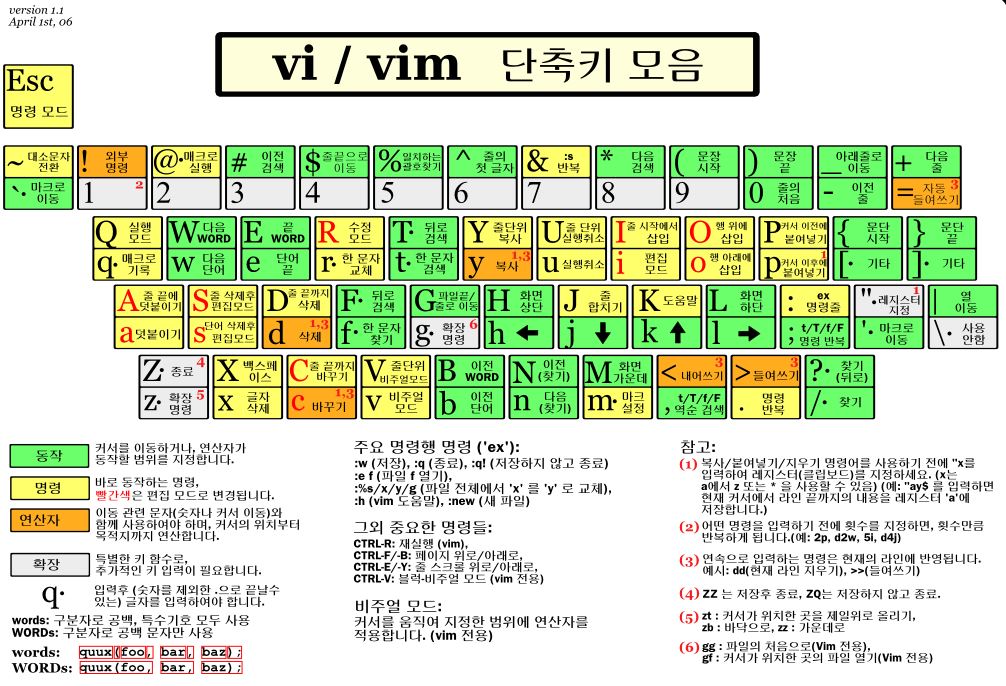 version 1.1
April 1st, 06
vi / vim 단축키 모음
Esc
명령 모드
~ 대소문자 전환
! 외부 명령
@· 매크로 실행
# 이전 검색
$ 줄끝으로 이동
% 일치하는 괄호찾기
^ 줄의 첫 글자
& :s 반복
* 다음 검색
( 문장 시작
) 문장 끝
_ 아래줄로 이동
+ 다음 줄
`· 마크로 이동
1 2
2
3
4
5
6
7
8
9
0 줄의 처음
- 이전 줄
= 자동 들여쓰기 3
Q 실행 모드
W 다음 WORD
E 끝 WORD
R 수정 모드
T· 뒤로 검색
Y 줄단위 복사
U 줄 단위 실행취소
I 줄 시작에서 삽입
O 행 위에 삽입
P 커서 이전에 붙여넣기
{ 문단 시작
} 문단 끝
q· 매크로 기록
w 다음 단어
e 단어 끝
r· 한 문자 교체
t· 한 문자 검색
y 복사 1,3
u 실행취소
i 편집 모드
o 행 아래에 삽입
p 커서 이후에 붙여넣기 1
[· 기타
]· 기타
A 줄 끝에 덧붙이기
S 줄 삭제후 편집모드
D 줄 끝까지 삭제
F· 뒤로 검색
G 파일끝/ 줄로 이동
H 화면 상단
J 줄 합치기
K 도움말
L 화면 하단
: ex 명령줄
"· 레지스터 지정 1
| 열 이동
a 덧붙이기
s 단어 삭제후 편집모드
d 삭제 1,3
f· 한 문자 찾기
g· 확장 명령 6
h ←
j ↓
k ↑
l →
; t/T/f/F 명령 반복
'· 마크로 이동
\· 사용 안함
Z· 종료 4
X 백스페이스
C 줄 끝까지 바꾸기
V 줄단위 비주얼모드
B 이전 WORD
N 이전 (찾기)
M 화면 가운데
< 내어쓰기 3
> 들여쓰기 3
?· 찾기 (뒤로)
z· 확장 명령 5
x 글자 삭제
c 바꾸기 1,3
v 비주얼 모드
b 이전 단어
n 다음 (찾기)
m· 마크 설정
, t/T/f/F 역순 검색
. 명령 반복
/· 찾기
동작
커서를 이동하거나, 연산자가
동작할 범위를 지정합니다.
명령
바로 동작하는 명령,
빨간색은 편집 모드로 변경됩니다.
연산자
이동 관련 문자(숫자나 커서 이동)와
함께 사용하여야 하며, 커서의 위치부터
목적지까지 연산합니다.
확장
특별한 키 함수로,
추가적인 키 입력이 필요합니다.
q·
입력후 (숫자를 제외한 .으로 끝날수
있는) 글자를 입력하여야 합니다.
words: 구분자로 공백, 특수기호 모두 사용
WORDs: 구분자로 공백 문자만 사용
words: quux(foo, bar, baz);
WORDs: quux(foo, bar, baz);
주요 명령행 명령 ('ex'):
:w (저장), :q (종료), :q! (저장하지 않고 종료)
:e f (파일 f 열기),
:%s/x/y/g (파일 전체에서 'x' 를 'y' 로 교체),
:h (vim 도움말), :new (새 파일)
그외 중요한 명령들:
CTRL-R: 재실행 (vim),
CTRL-F/-B: 페이지 위로/아래로,
CTRL-E/-Y: 줄 스크롤 위로/아래로,
CTRL-V: 블럭-비주얼 모드 (vim 전용)
비주얼 모드:
커서를 움직여 지정한 범위에 연산자를
적용합니다. (vim 전용)
참고:
(1) 복사/붙여넣기/지우기 명령어를 사용하기 전에 "x를
입력하여 레지스터(클립보드)를 지정하세요. (x는
a에서 z 또는 * 을 사용할 수 있음) (예: "ay$ 를 입력하면
현재 커서에서 라인 끝까지의 내용을 레지스터 'a'에
저장합니다.)
(2) 어떤 명령을 입력하기 전에 횟수를 지정하면, 횟수만큼
반복하게 됩니다.(예: 2p, d2w, 5i, d4j)
(3) 연속으로 입력하는 명령은 현재의 라인에 반영됩니다.
예시: dd(현재 라인 지우기), >>(들여쓰기)
(4) ZZ 는 저장후 종료, ZQ는 저장하지 않고 종료.
(5) zt : 커서가 위치한 곳을 제일위로 올리기,
zb : 바닥으로, zz : 가운데로
(6) gg : 파일의 처음으로(Vim 전용),
gf : 커서가 위치한 곳의 파일 열기(Vim 전용)